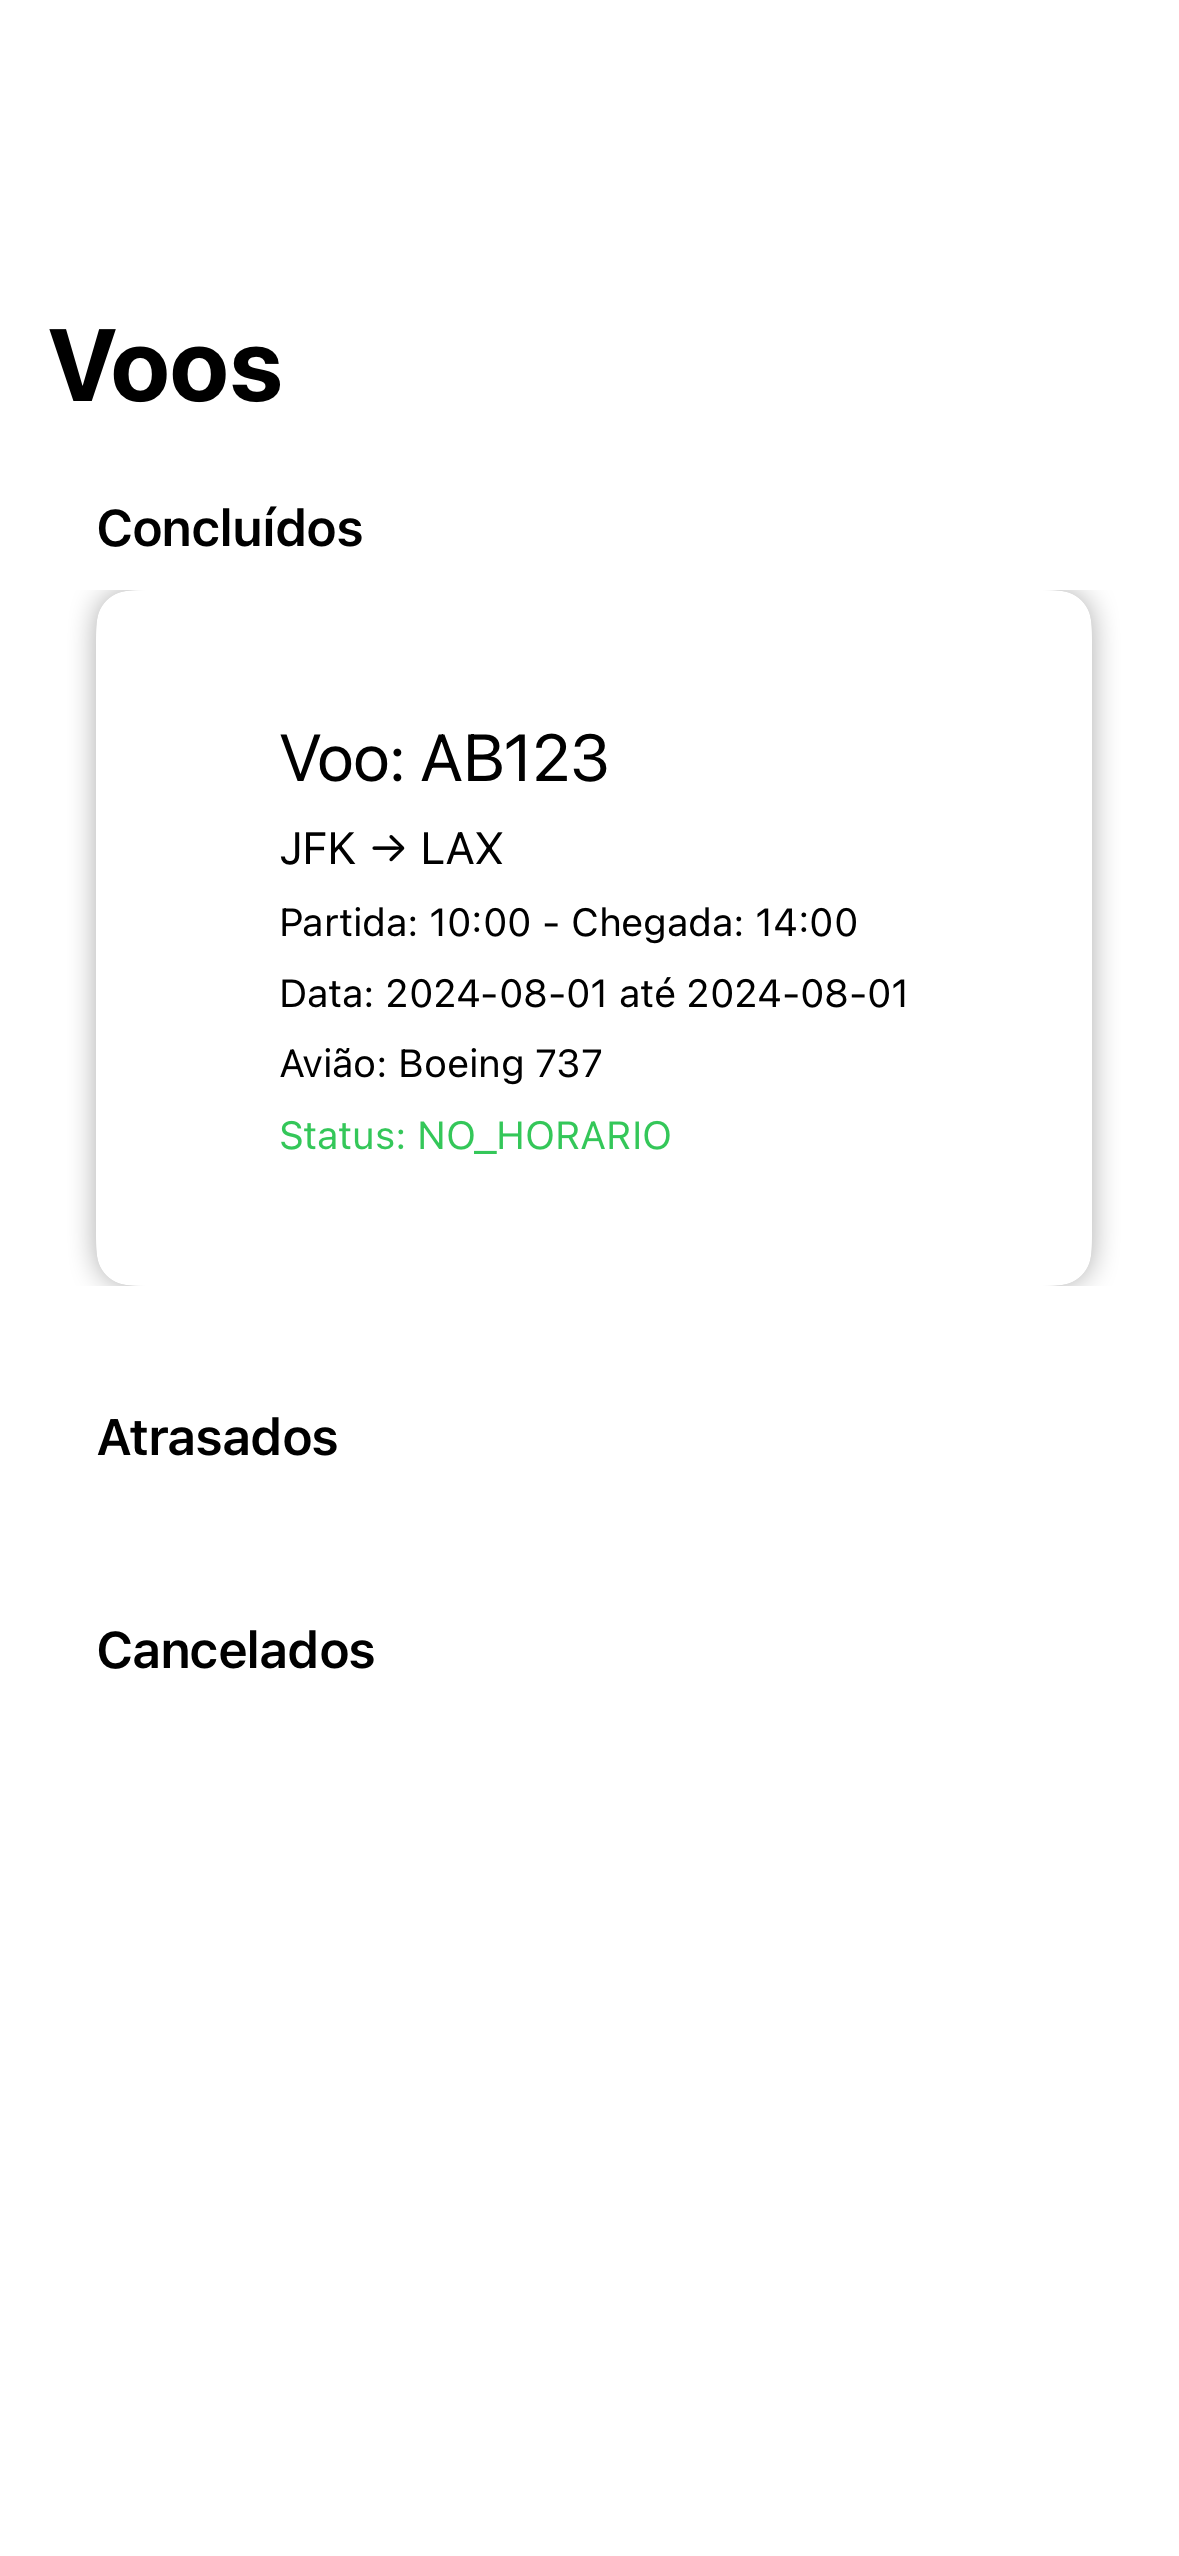 Voos
Concluídos
Voo: AB123
JFK → LAX
Partida: 10:00 - Chegada: 14:00
Data: 2024-08-01 até 2024-08-01
Avião: Boeing 737
Status: NO_HORARIO
Atrasados
Cancelados